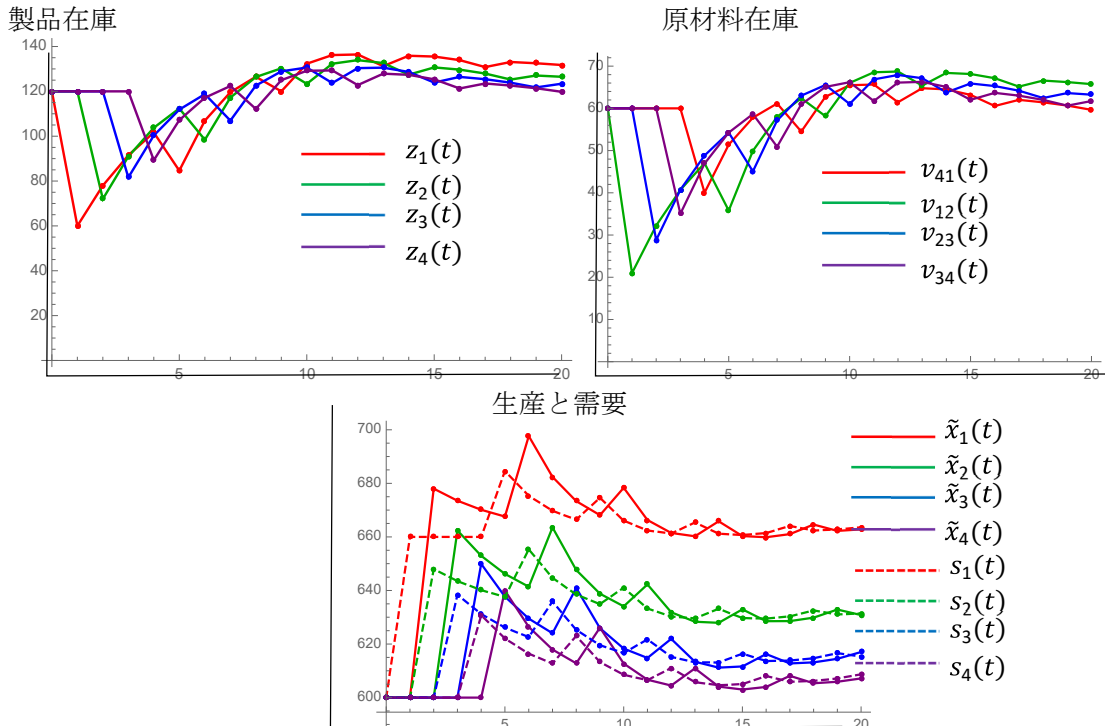 製品在庫
140
120
100
80
60
40
20
5
10
15
20
z₁(t)
z₂(t)
z₃(t)
z₄(t)
原材料在庫
70
60
50
40
30
20
10
5
10
15
20
v₄₁(t)
v₁₂(t)
v₂₃(t)
v₃₄(t)
生産と需要
700
680
660
640
620
600
5
10
15
20
x̃₁(t)
x̃₂(t)
x̃₃(t)
x̃₄(t)
s₁(t)
s₂(t)
s₃(t)
s₄(t)